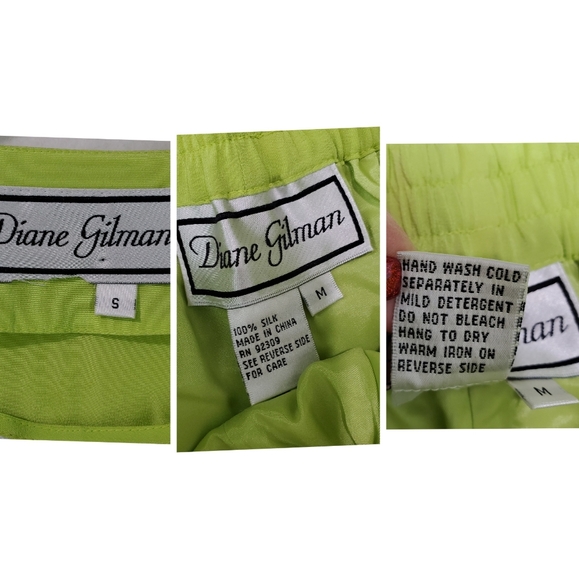 Diane Gilman
S
Diane Gilman
M
100% SILK
MADE IN CHINA
RN 92309
SEE REVERSE SIDE
FOR CARE
HAND WASH COLD
SEPARATELY IN
MILD DETERGENT
DO NOT BLEACH
HANG TO DRY
WARM IRON ON
REVERSE SIDE
man
M